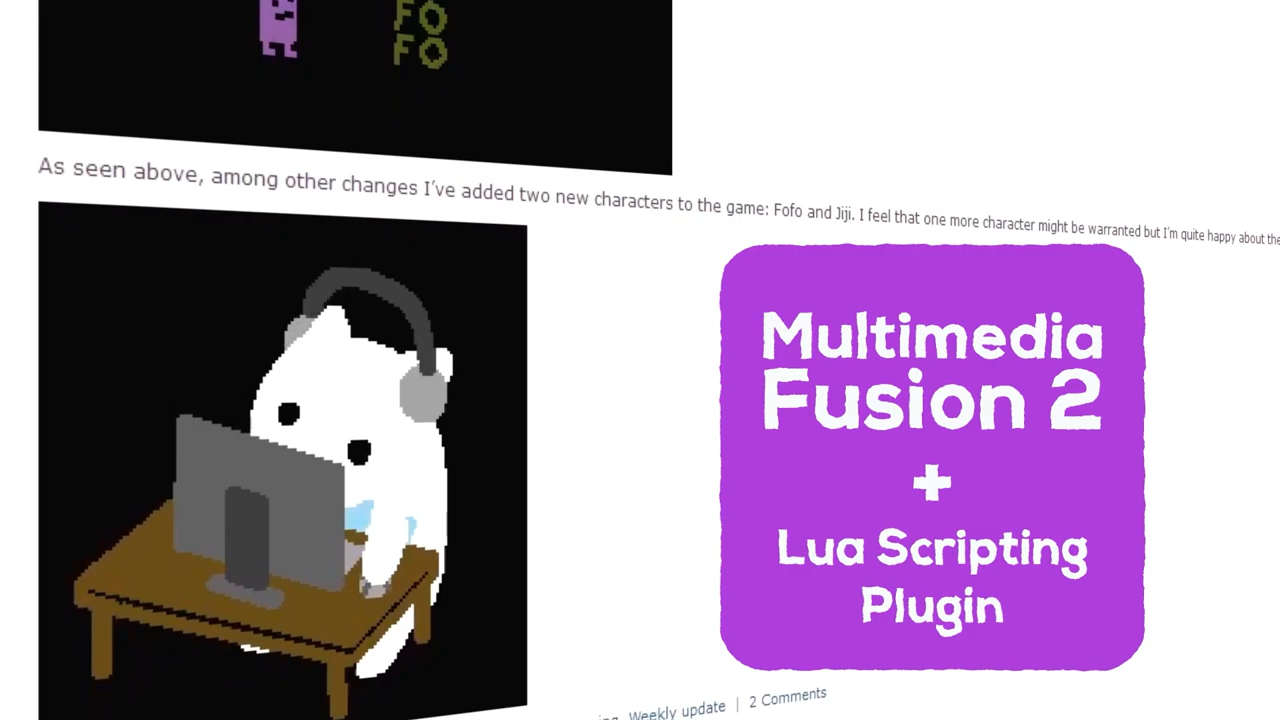 FO
FO
As seen above, among other changes I've added two new characters to the game: Fofo and Jiji. I feel that one more character might be warranted but I'm quite happy about the
Multimedia
Fusion 2
+
Lua Scripting
Plugin
Weekly update | 2 Comments